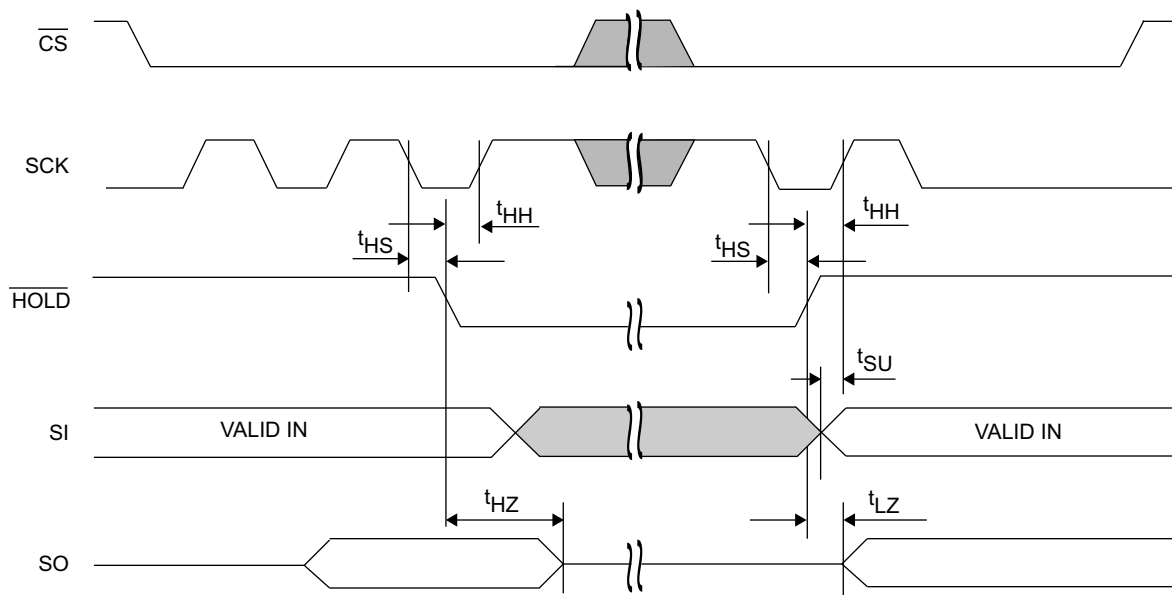 CS
SCK
tHH
tHH
tHS
tHS
HOLD
tSU
SI
VALID IN
VALID IN
tHZ
tLZ
SO